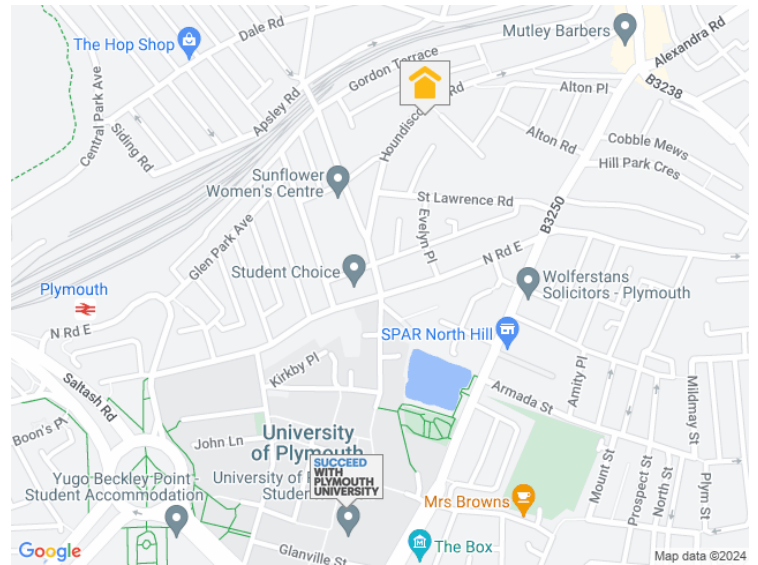 Dale Rd
The Hop Shop
Mutley Barbers
Alexandra Rd
Central Park Ave
Gordon Terrace
Apsley Rd
Siding Rd
B3238
Alton Pl
Alton Rd
Cobble Mews
Hill Park Cres
Sunflower
Women's Centre
St Lawrence Rd
Evelyn Pl
B3250
Glen Park Ave
N Rd E
Student Choice
Wolferstans
Solicitors - Plymouth
Plymouth
N Rd E
SPAR North Hill
Kirkby Pl
Amity Pl
Mildmay St
Saltash Rd
Armada St
Boon's Pl
John Ln
University
of Plymouth
University of
SUCCEED
WITH
PLYMOUTH
UNIVERSITY
Yugo Beckley Point -
Student Accommodation
Mount St
Prospect St
North St
Plym St
Mrs Browns
The Box
Glanville St
Google
Map data ©2024